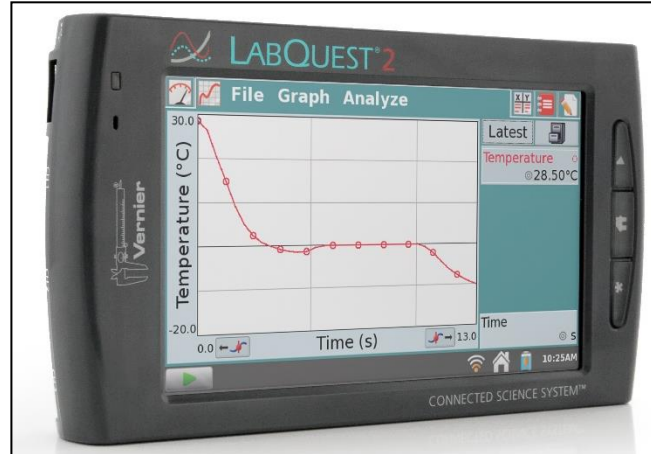 LABQUEST®2
File Graph Analyze
30.0
Temperature (°C)
-20.0
0.0
Time (s)
13.0
Latest
Temperature
28.50°C
Time
s
10:25AM
Vernier
CONNECTED SCIENCE SYSTEM™